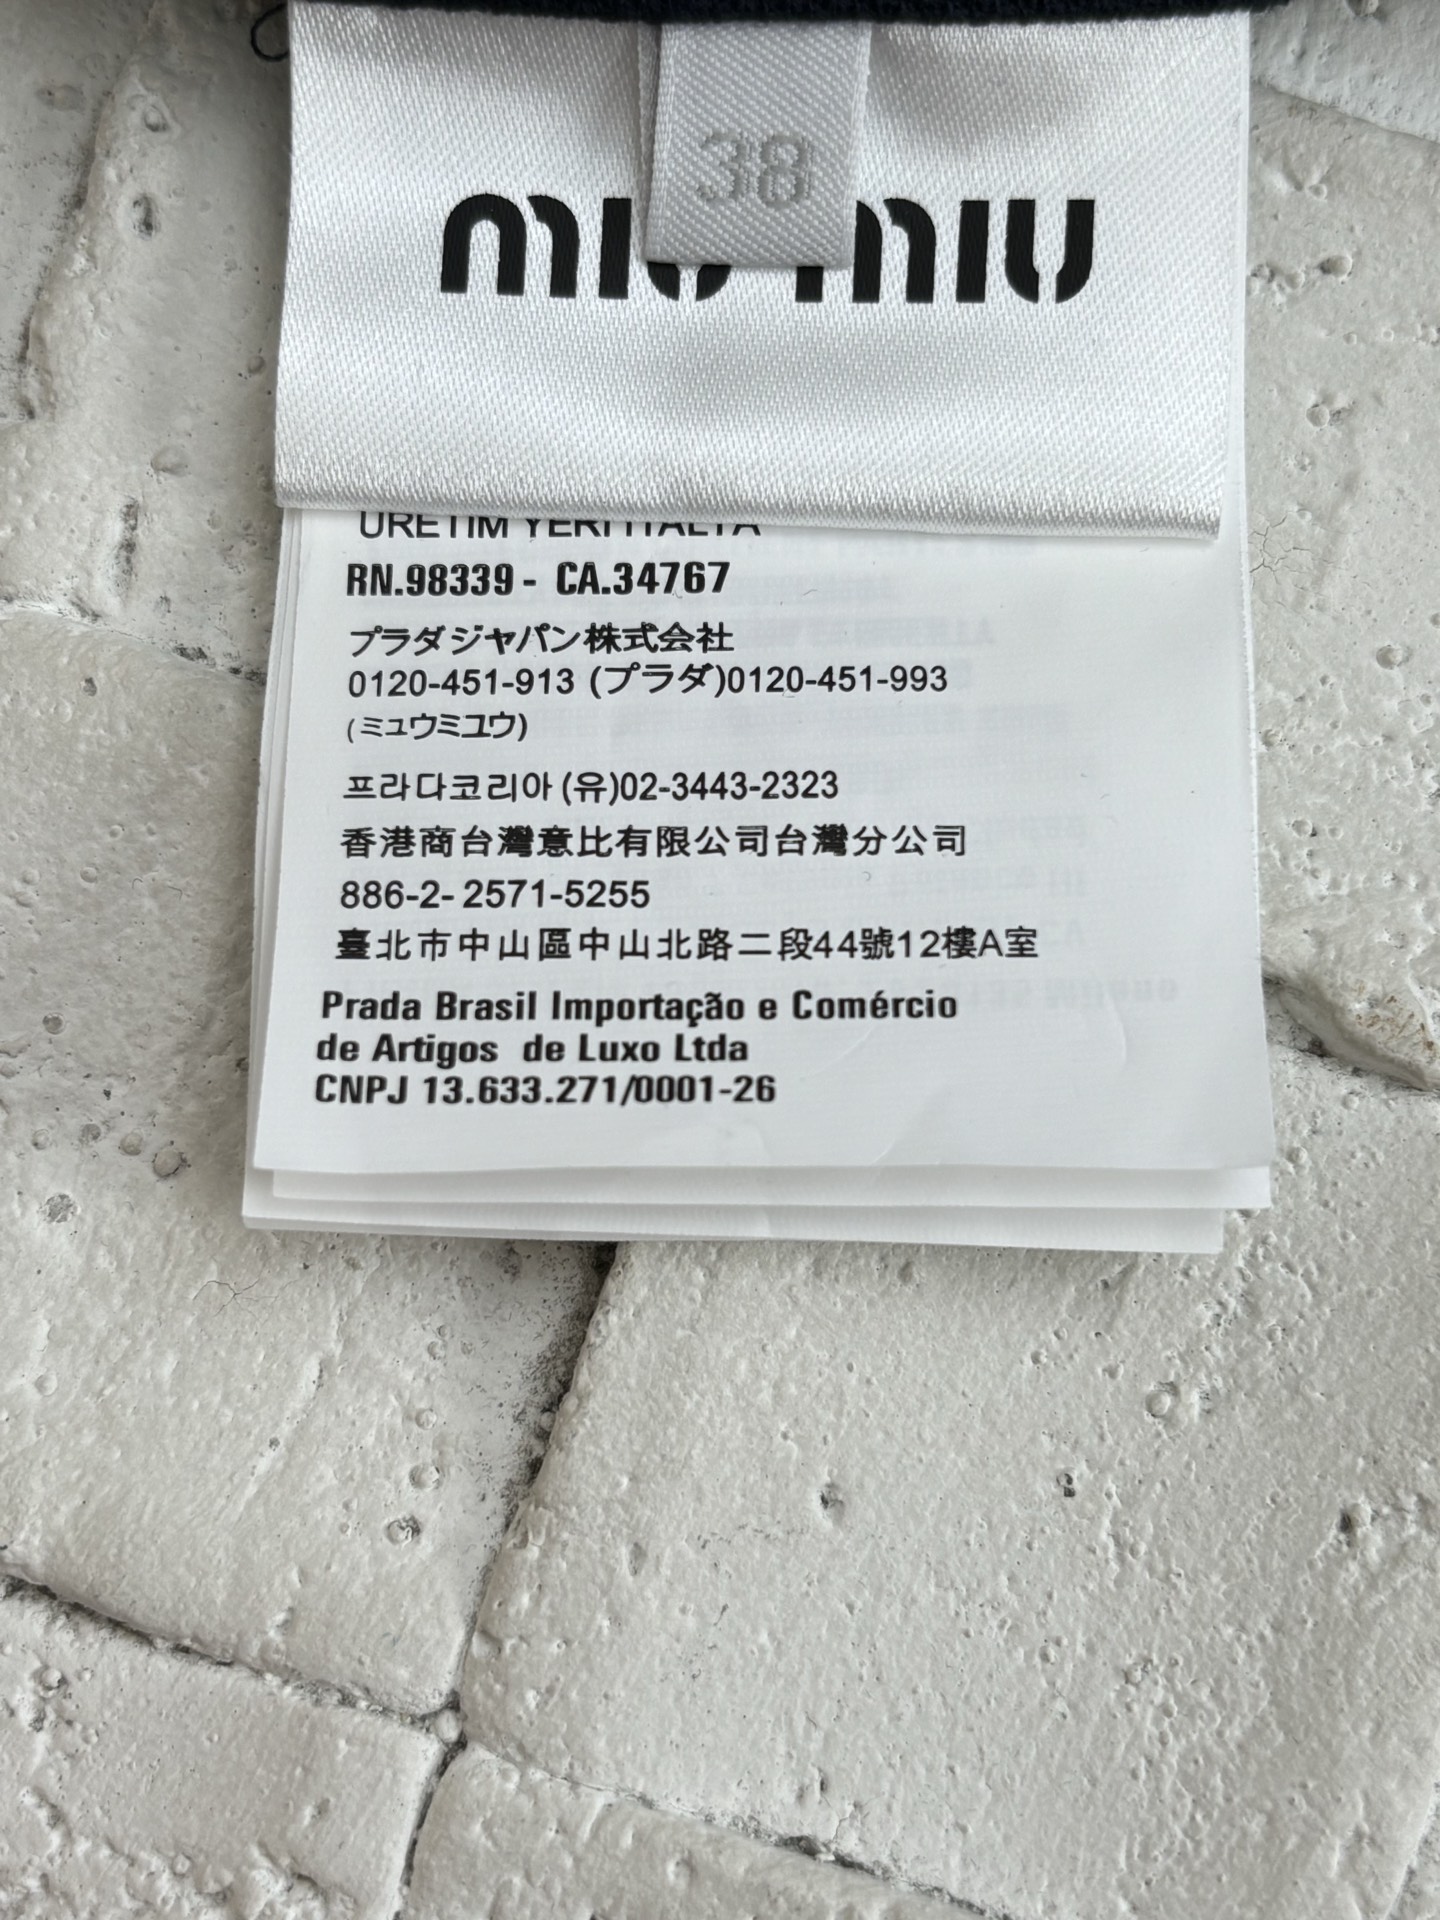 38
miu miu
ÜRETİM YERİ İTALYA
RN.98339 - CA.34767
プラダジャパン株式会社
0120-451-913 (プラダ)0120-451-993
(ミュウミユウ)
프라다코리아(유)02-3443-2323
香港商台灣意比有限公司台灣分公司
886-2-2571-5255
臺北市中山區中山北路二段44號12樓A室
Prada Brasil Importação e Comércio
de Artigos de Luxo Ltda
CNPJ 13.633.271/0001-26